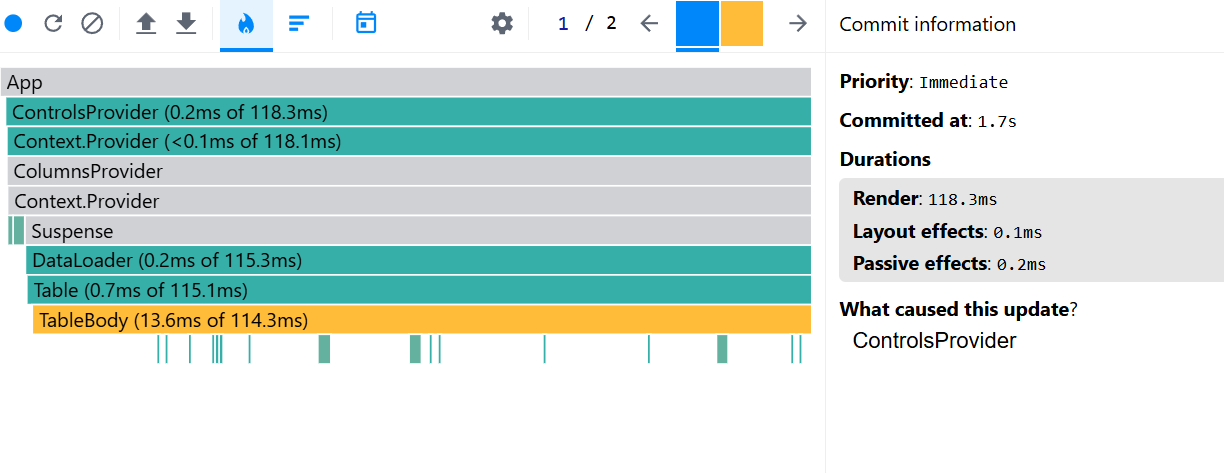 1 / 2
Commit information
App
ControlsProvider (0.2ms of 118.3ms)
Context.Provider (<0.1ms of 118.1ms)
ColumnsProvider
Context.Provider
Suspense
DataLoader (0.2ms of 115.3ms)
Table (0.7ms of 115.1ms)
TableBody (13.6ms of 114.3ms)
Priority: Immediate
Committed at: 1.7s
Durations
Render: 118.3ms
Layout effects: 0.1ms
Passive effects: 0.2ms
What caused this update?
ControlsProvider